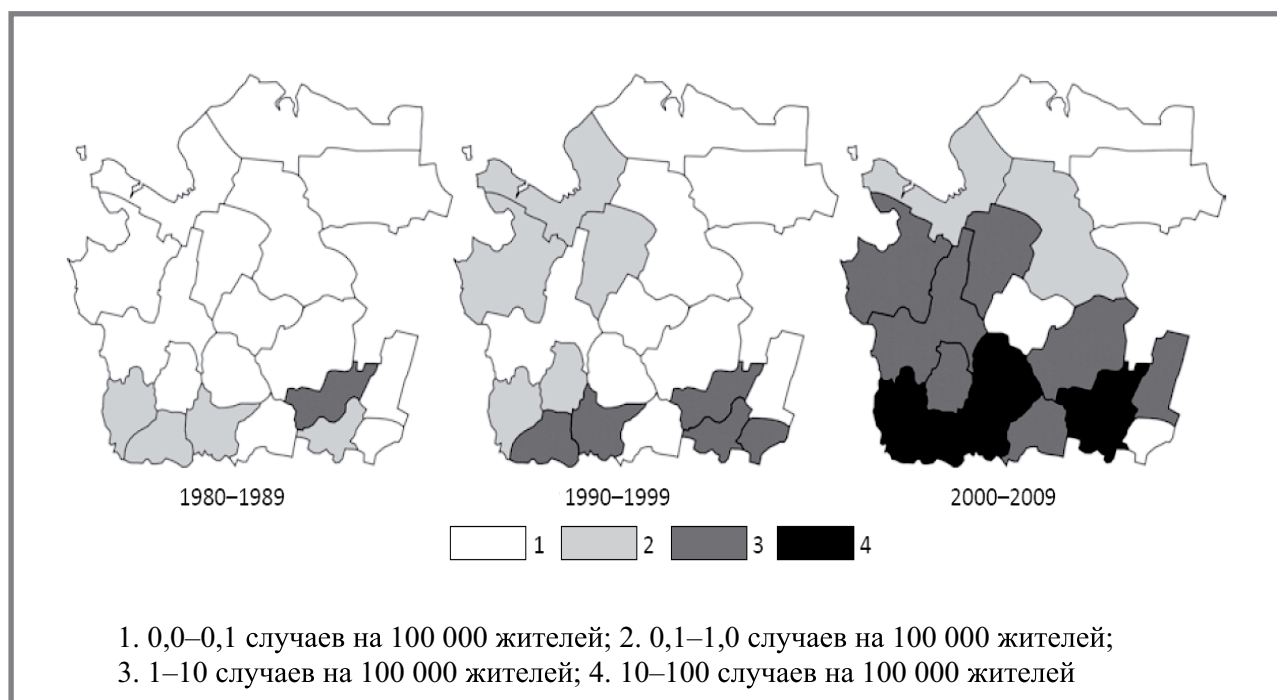 1980–1989 1990–1999 2000–2009
1 2 3 4
1. 0,0–0,1 случаев на 100 000 жителей; 2. 0,1–1,0 случаев на 100 000 жителей;
3. 1–10 случаев на 100 000 жителей; 4. 10–100 случаев на 100 000 жителей